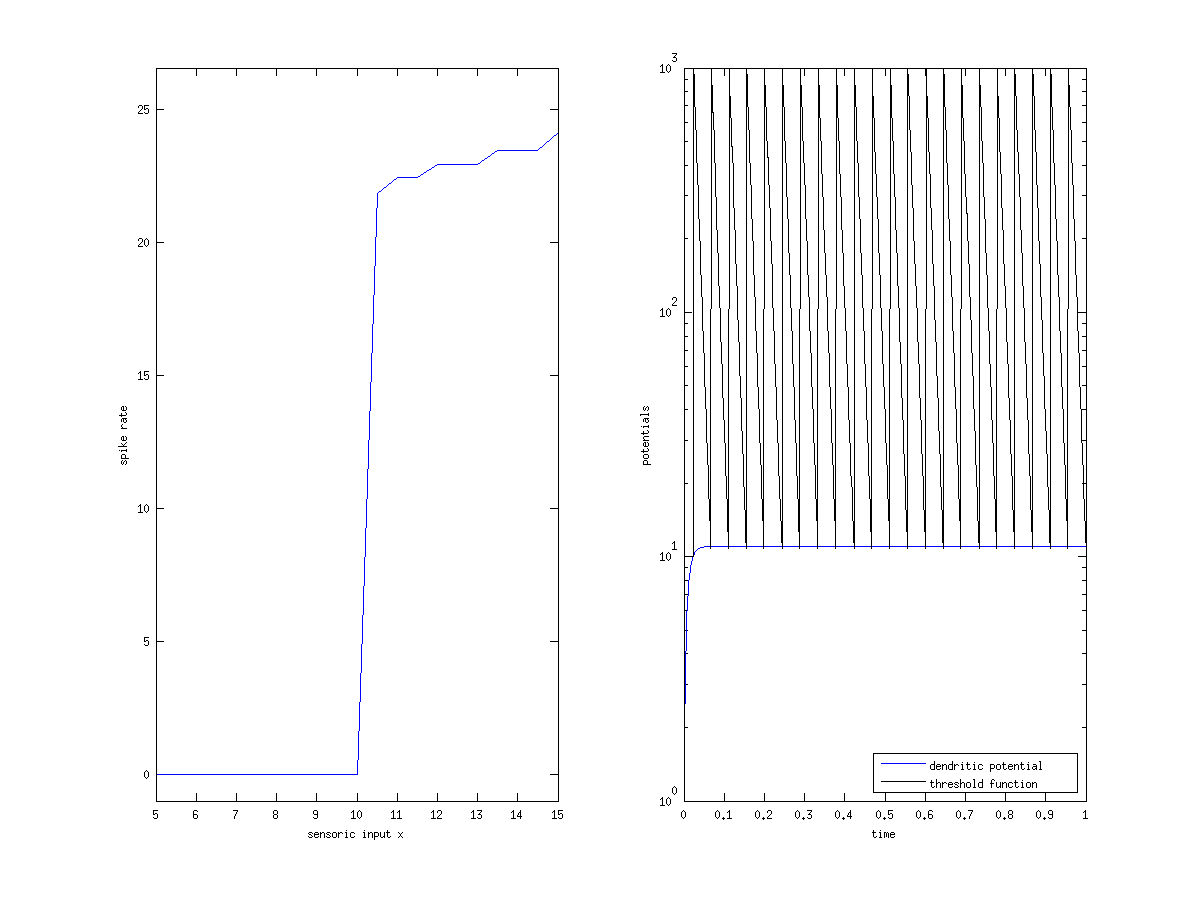 25
20
15
10
5
0
spike rate
5 6 7 8 9 10 11 12 13 14 15
sensoric input x
10^3
10^2
10^1
10^0
potentials
dendritic potential
threshold function
0 0.1 0.2 0.3 0.4 0.5 0.6 0.7 0.8 0.9 1
time